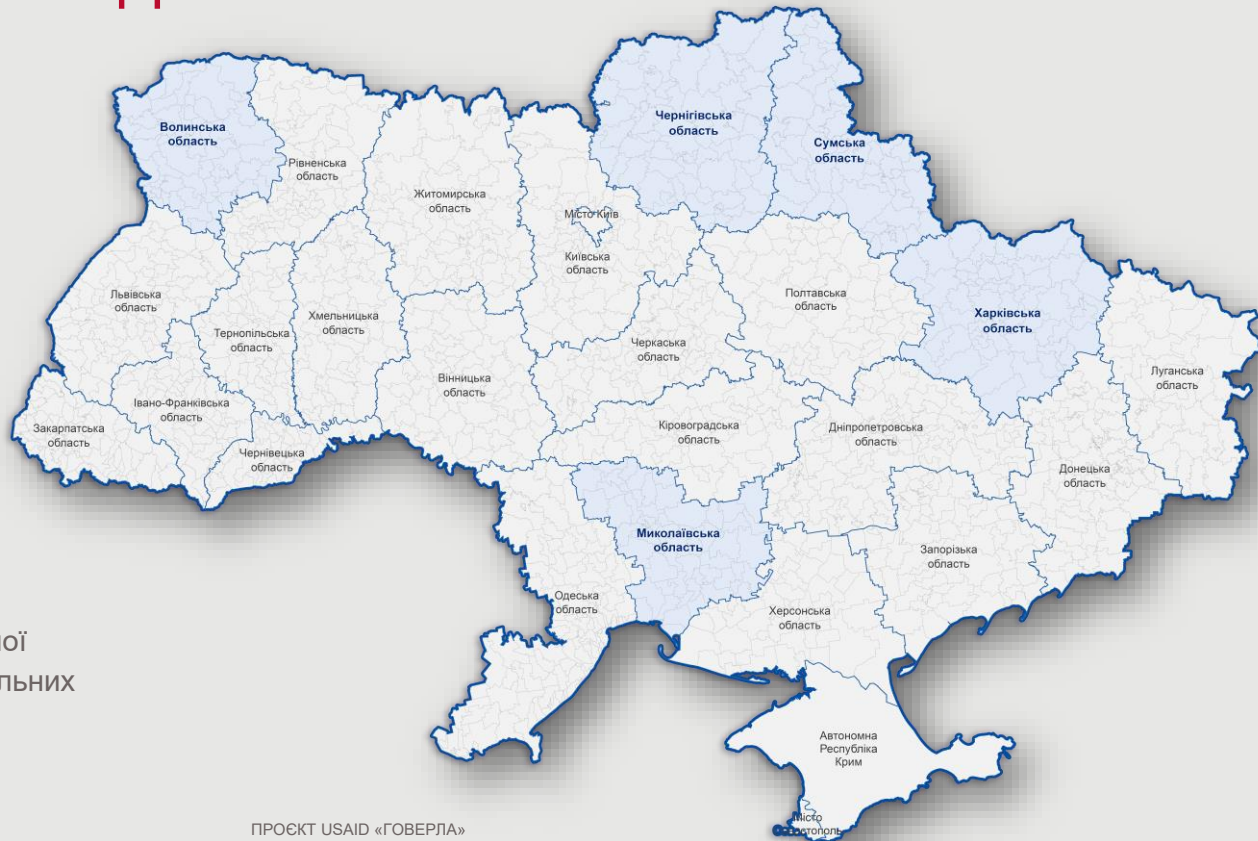 Волинська
область
Рівненська
область
Житомирська
область
Чернігівська
область
Сумська
область
Місто Київ
Київська
область
Львівська
область
Тернопільська
область
Хмельницька
область
Полтавська
область
Харківська
область
Черкаська
область
Вінницька
область
Луганська
область
Івано-Франківська
область
Закарпатська
область
Чернівецька
область
Кіровоградська
область
Дніпропетровська
область
Донецька
область
Миколаївська
область
Запорізька
область
Одеська
область
Херсонська
область
Автономна
Республіка
Крим
Місто
ПРОЄКТ USAID «ГОВЕРЛА»